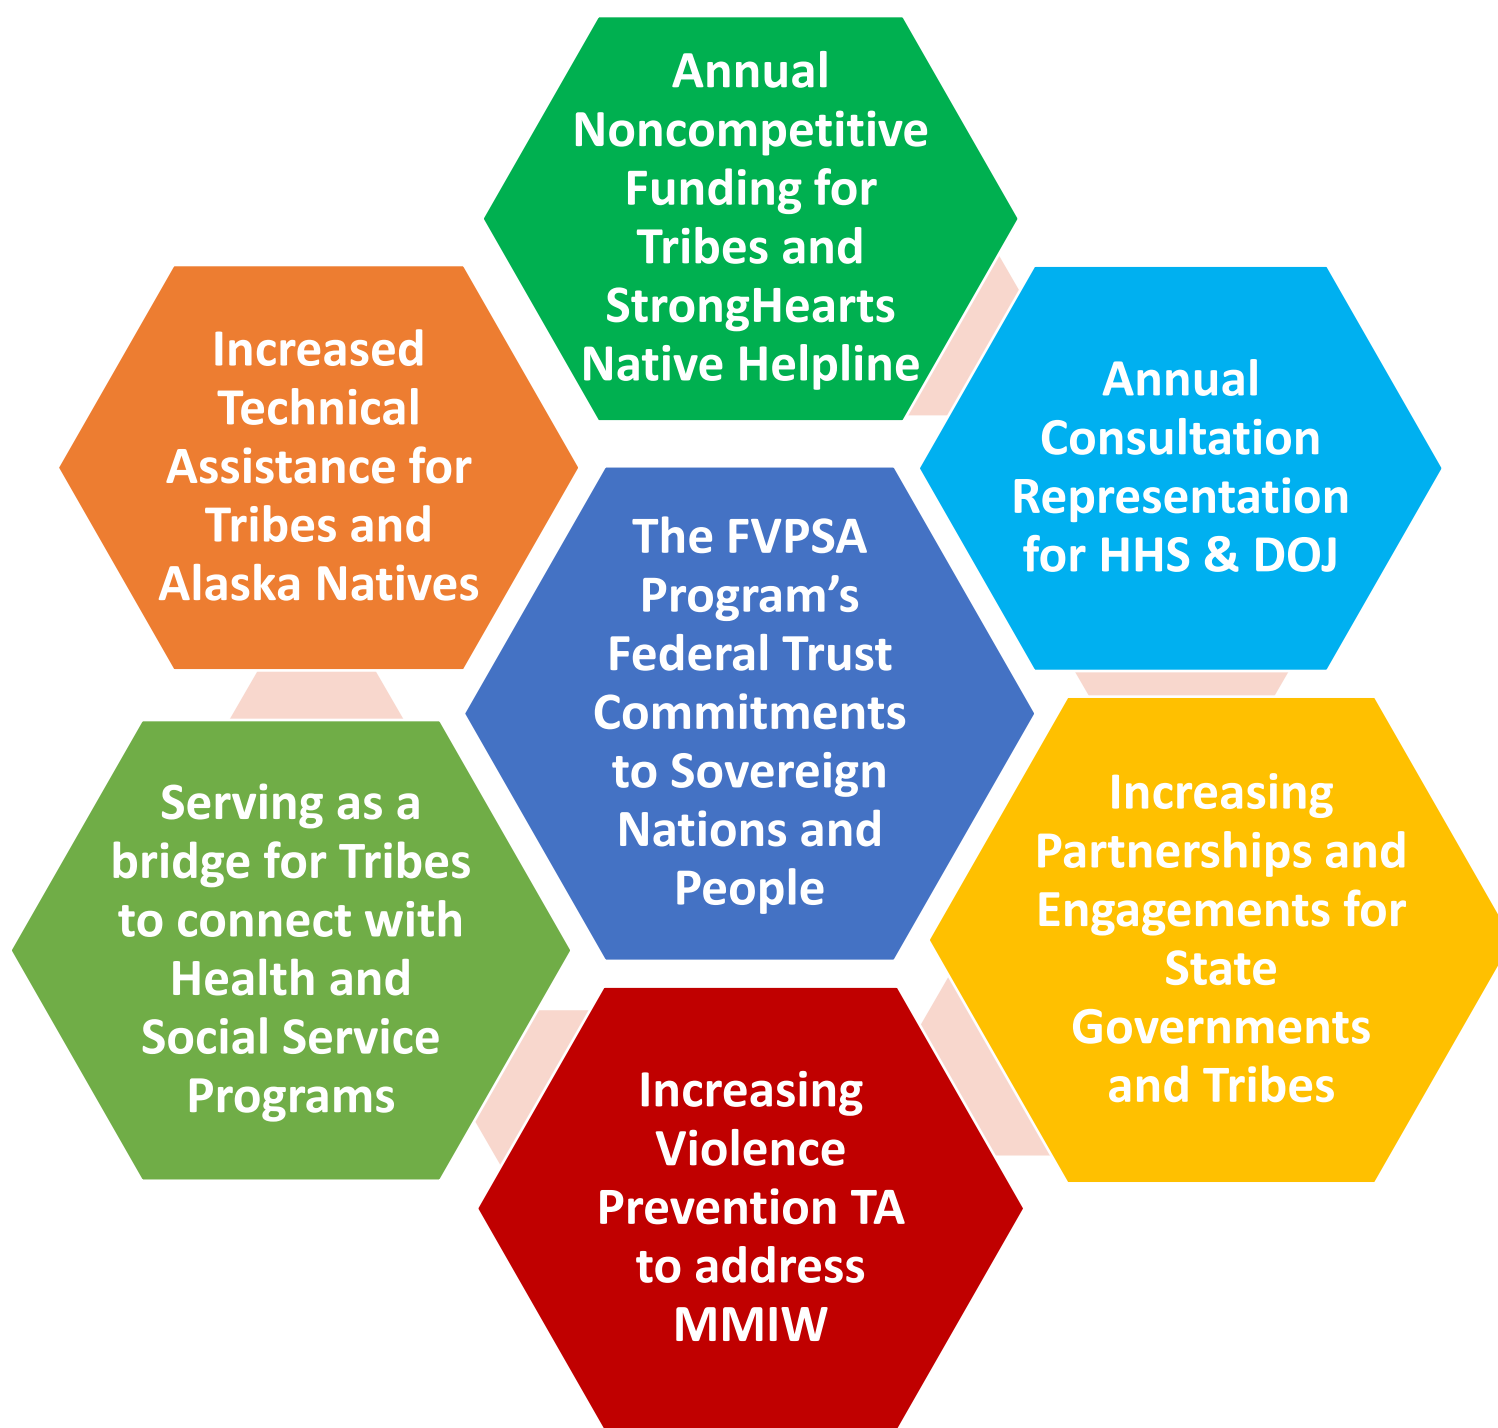 Annual
Noncompetitive
Funding for
Tribes and
StrongHearts
Native Helpline
Annual
Consultation
Representation
for HHS & DOJ
Increasing
Partnerships and
Engagements for
State
Governments
and Tribes
Increasing
Violence
Prevention TA
to address
MMIW
Serving as a
bridge for Tribes
to connect with
Health and
Social Service
Programs
Increased
Technical
Assistance for
Tribes and
Alaska Natives
The FVPSA
Program’s
Federal Trust
Commitments
to Sovereign
Nations and
People